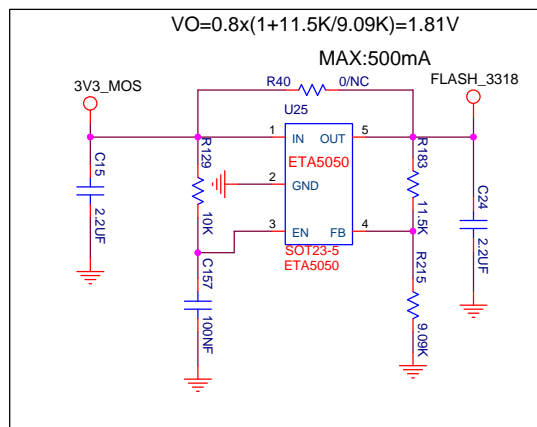 VO=0.8x(1+11.5K/9.09K)=1.81V
MAX:500mA
3V3_MOS
R40
0/NC
FLASH_3318
U25
1
IN
OUT
5
ETA5050
2
GND
3
EN
FB
4
SOT23-5
ETA5050
C15
2.2UF
R129
10K
C157
100NF
R183
11.5K
R215
9.09K
C24
2.2UF